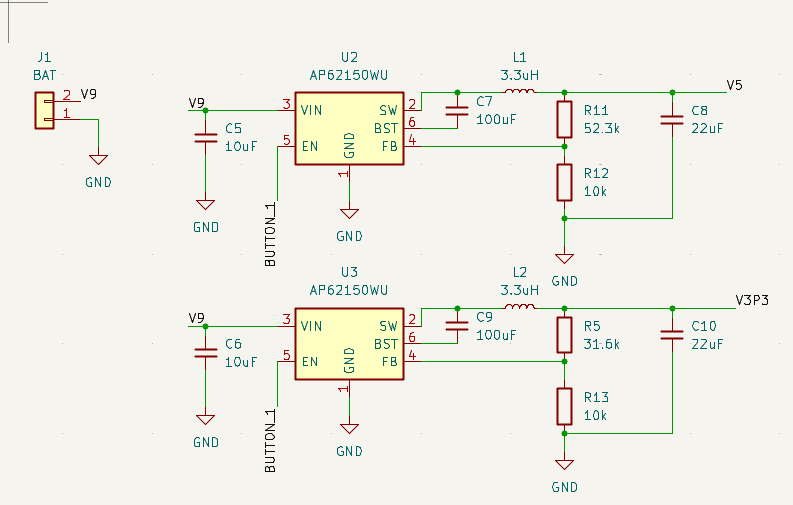 J1
BAT
2 V9
1
GND
U2
AP62150WU
V9
3 VIN
SW 2
BST 6
5 EN
FB 4
GND
1
C5
10uF
GND
BUTTON_1
GND
C7
100uF
L1
3.3uH
V5
R11
52.3k
C8
22uF
R12
10k
GND
U3
AP62150WU
V9
3 VIN
SW 2
BST 6
5 EN
FB 4
GND
1
C6
10uF
GND
BUTTON_1
GND
C9
100uF
L2
3.3uH
V3P3
R5
31.6k
C10
22uF
R13
10k
GND